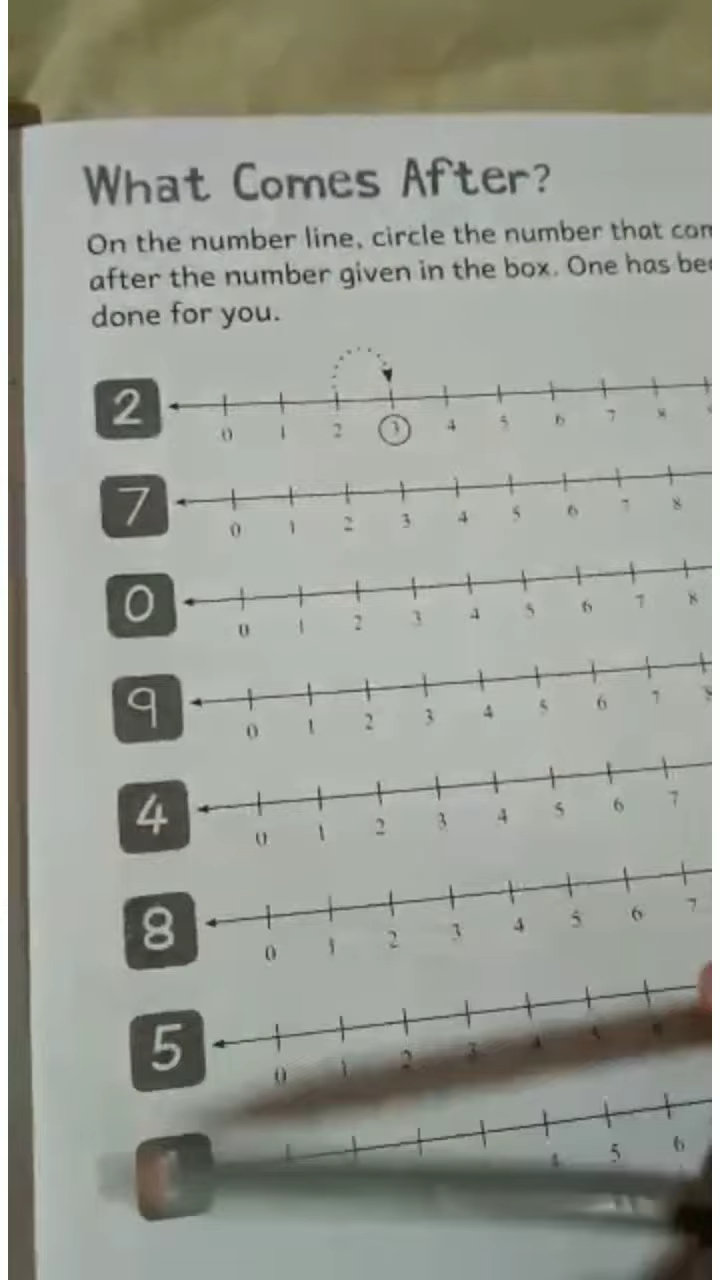 What Comes After?
On the number line, circle the number that
after the number given in the box. One has
done for you.
2 0 1 2 3 4 5 6 7 8
7 0 1 2 3 4 5 6 7 8
0 0 1 2 3 4 5 6 7 8
9 0 1 2 3 4 5 6 7 8
4 0 1 2 3 4 5 6 7
8 0 1 2 3 4 5 6 7
5 0 1 2 3 4
5 6